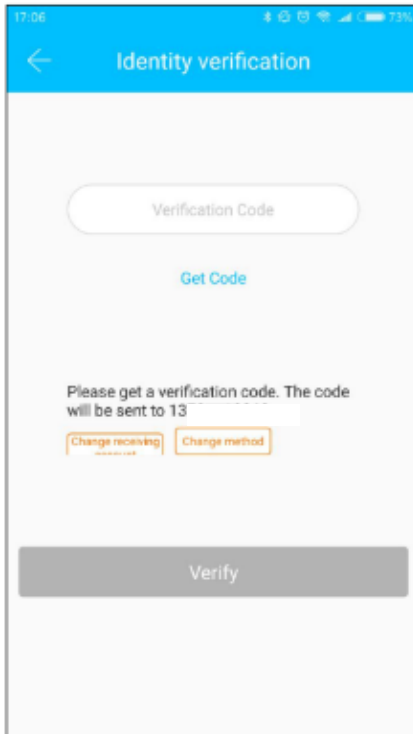 17:06
73%
Identity verification
Verification Code
Get Code
Please get a verification code. The code
will be sent to 13
Change receiving
Change method
Verify